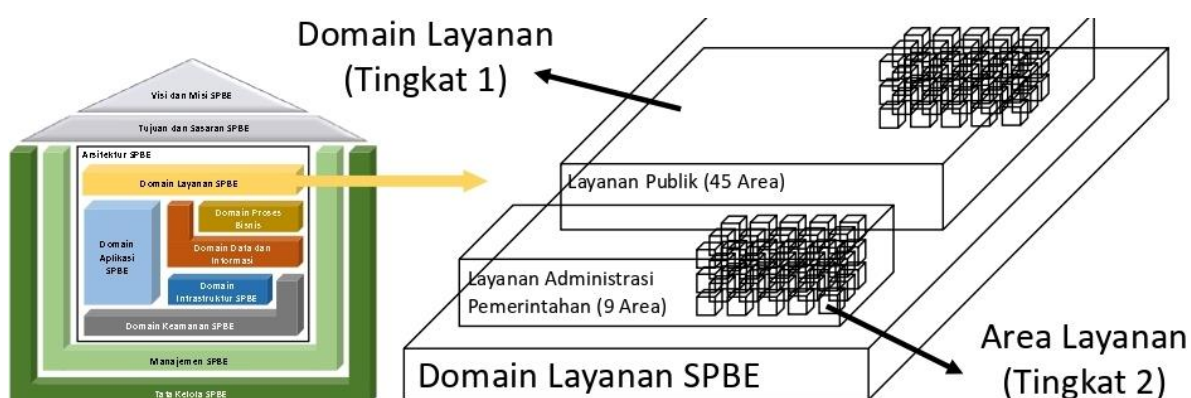 Visi dan Misi SPBE
Tujuan dan Sasaran SPBE
Arsitektur SPBE
Domain Layanan SPBE
Domain Proses
Bisnis
Domain
Aplikasi
SPBE
Domain Data dan
Informasi
Domain
Infrastruktur SPBE
Domain Keamanan SPBE
Manajemen SPBE
Tata Kelola SPBE
Domain Layanan
(Tingkat 1)
Layanan Publik (45 Area)
Layanan Administrasi
Pemerintahan (9 Area)
Domain Layanan SPBE
Area Layanan
(Tingkat 2)